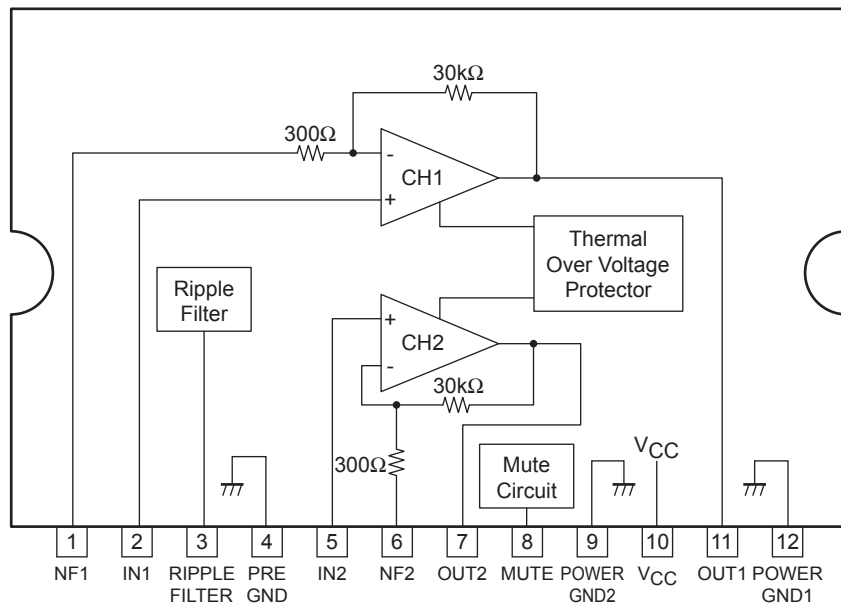 30kΩ
300Ω
-
CH1
+
Thermal
Over Voltage
Protector
Ripple
Filter
+
CH2
-
30kΩ
300Ω
Mute
Circuit
VCC
1 2 3 4 5 6 7 8 9 10 11 12
NF1 IN1 RIPPLE PRE IN2 NF2 OUT2 MUTE POWER VCC OUT1 POWER
FILTER GND GND2 GND1